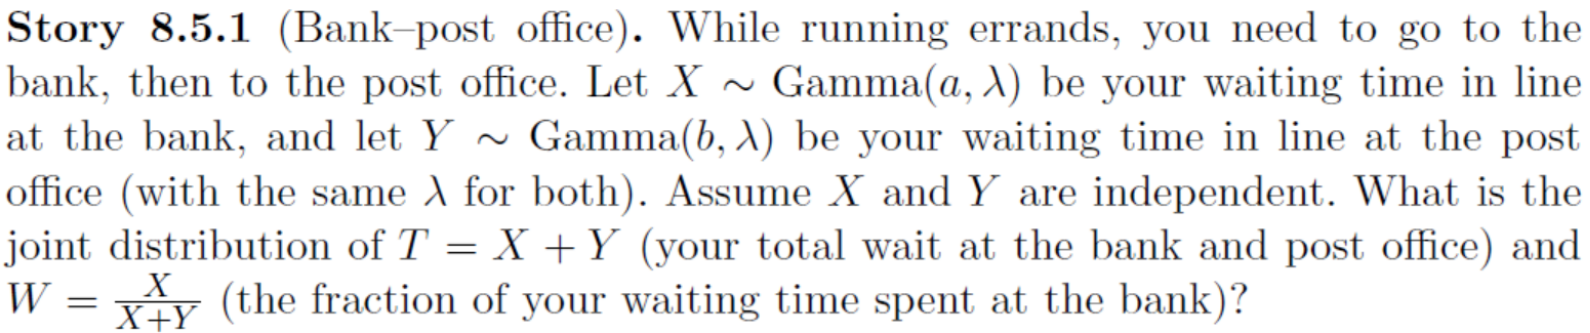 Story 8.5.1 (Bank–post office). While running errands, you need to go to the
bank, then to the post office. Let X ∼ Gamma(a, λ) be your waiting time in line
at the bank, and let Y ∼ Gamma(b, λ) be your waiting time in line at the post
office (with the same λ for both). Assume X and Y are independent. What is the
joint distribution of T = X + Y (your total wait at the bank and post office) and
W = X/(X+Y) (the fraction of your waiting time spent at the bank)?